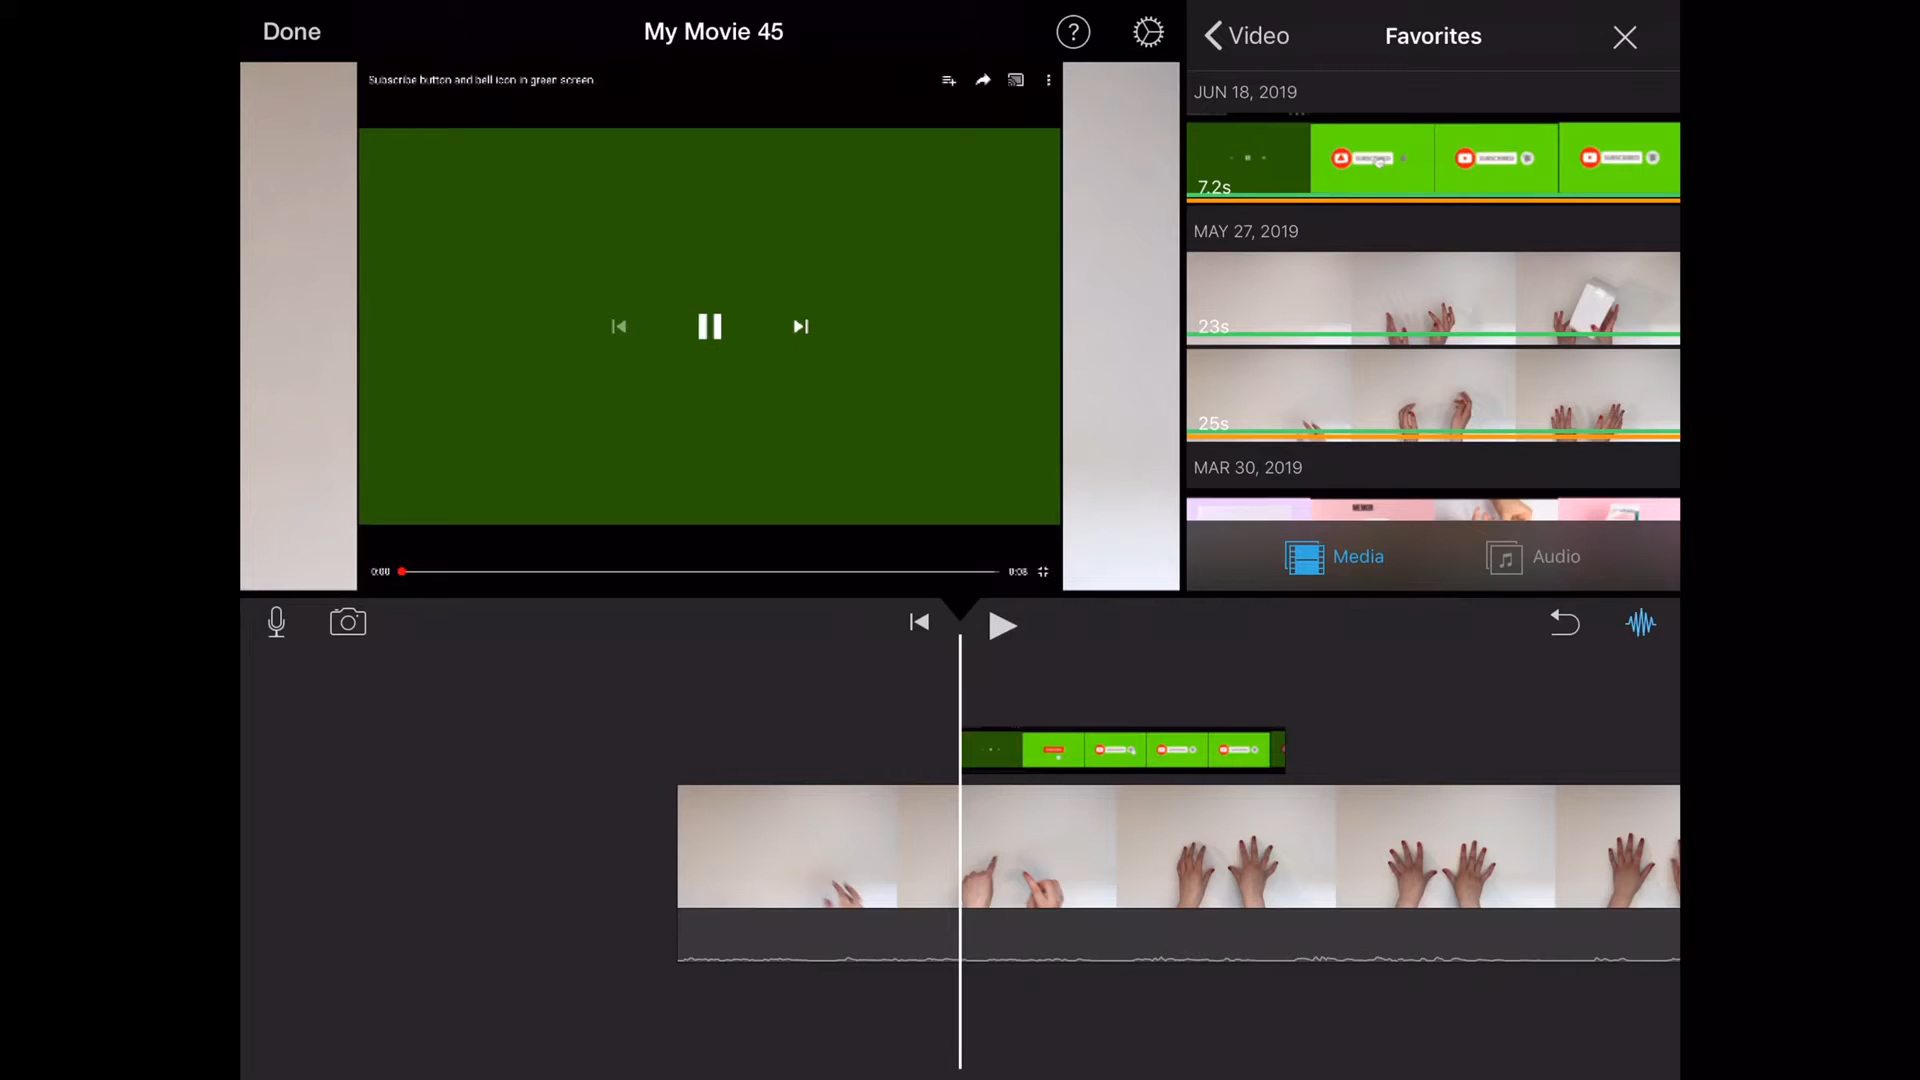 Done
My Movie 45
?
Video
Favorites
Subscribe button and bell icon in green screen
JUN 18, 2019
7.2s
MAY 27, 2019
23s
25s
MAR 30, 2019
Media
Audio
0:00
0:08